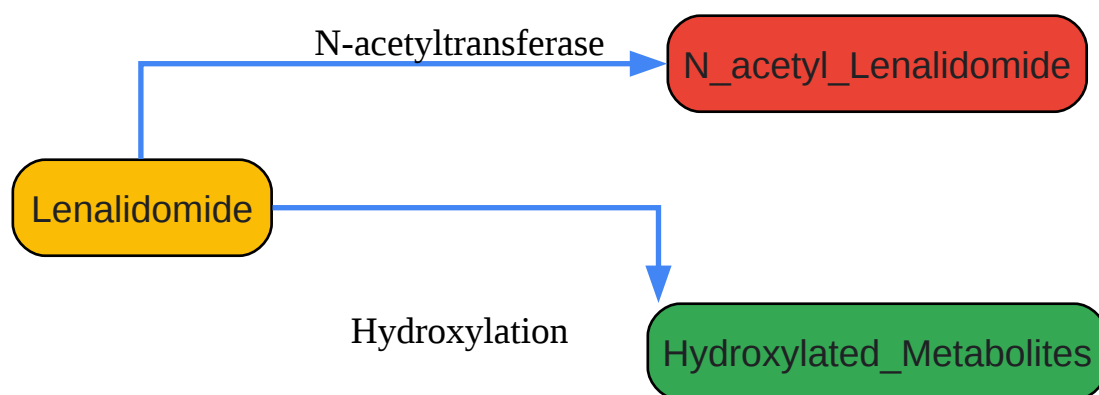 N-acetyltransferase
N_acetyl_Lenalidomide
Lenalidomide
Hydroxylation
Hydroxylated_Metabolites